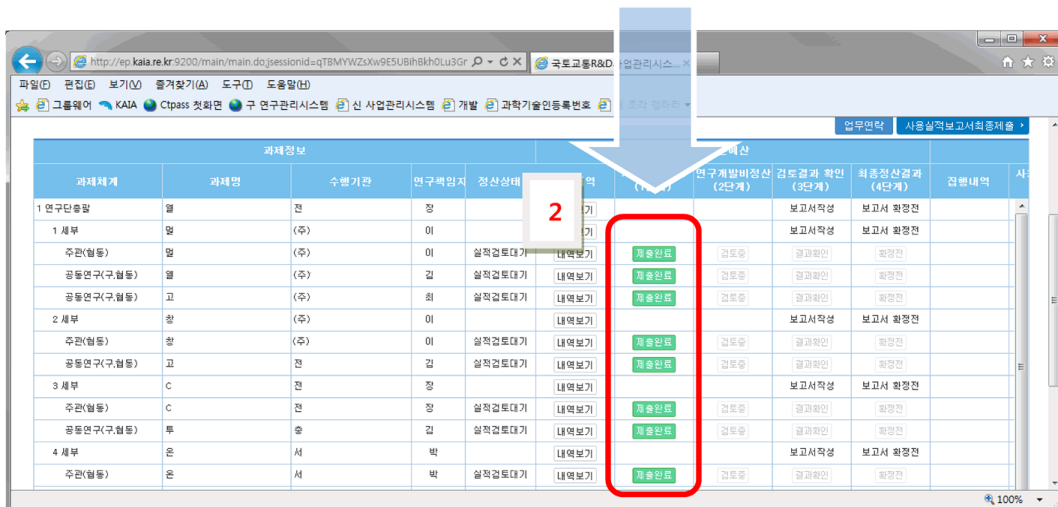 http://ep.kaia.re.kr:9200/main/main.do;jsessionid=qTBMYWZsXw9E5UBihBkh0Lu3Gr
국토교통R&D
사업관리시스...
파일(F) 편집(E) 보기(V) 즐겨찾기(A) 도구(T) 도움말(H)
그룹웨어 KAIA Ctpass 첫화면 구 연구관리시스템 신 사업관리시스템 개발 과학기술인등록번호
업무연락 사용실적보고서최종제출
과제정보
과제체계 과제명 수행기관 연구책임자 정산상태 연구개발비정산 (2단계) 검토결과 확인 (3단계) 최종정산결과 (4단계) 집행내역
2
1 연구단총괄 열 전 장 보고서작성 보고서 확정전
1 세부 멀 (주) 이 보고서작성 보고서 확정전
주관(협동) 멀 (주) 이 실적검토대기 내역보기 제출완료 검토중 결과확인 확정전
공동연구(구,협동) 열 (주) 김 실적검토대기 내역보기 제출완료 검토중 결과확인 확정전
공동연구(구,협동) 고 (주) 최 실적검토대기 내역보기 제출완료 검토중 결과확인 확정전
2 세부 창 (주) 이 내역보기 보고서작성 보고서 확정전
주관(협동) 창 (주) 이 실적검토대기 내역보기 제출완료 검토중 결과확인 확정전
공동연구(구,협동) 고 전 김 실적검토대기 내역보기 제출완료 검토중 결과확인 확정전
3 세부 C 전 장 내역보기 보고서작성 보고서 확정전
주관(협동) C 전 장 실적검토대기 내역보기 제출완료 검토중 결과확인 확정전
공동연구(구,협동) 투 충 김 실적검토대기 내역보기 제출완료 검토중 결과확인 확정전
4 세부 온 서 박 내역보기 보고서작성 보고서 확정전
주관(협동) 온 서 박 실적검토대기 내역보기 제출완료 검토중 결과확인 확정전
100%